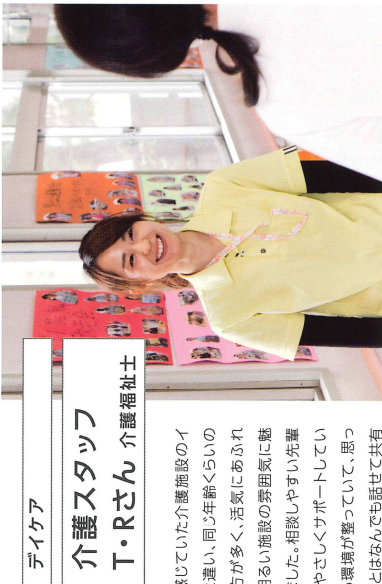 デイケア
介護スタッフ
T・Rさん 介護福祉士
感じていた介護施設のイ
違い、同じ年齢くらいの
方が多く、活気にあふれ
明るい施設の雰囲気に魅
した。相談しやすい先輩
やさしくサポートしてい
環境が整っていて、思っ
とはなんでも話せて共有